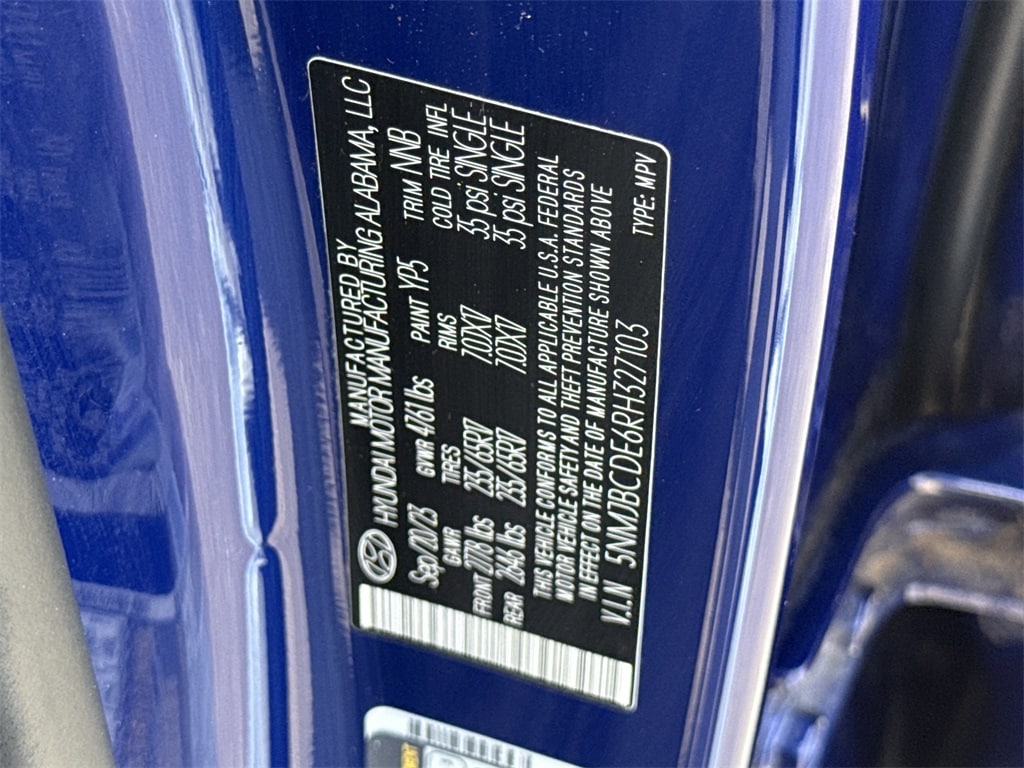 MANUFACTURED BY
HYUNDAI MOTOR MANUFACTURING ALABAMA, LLC
Sep/20/23 GVWR 4761 lbs PAINT YP5 TRIM NNB
GAWR TIRES RIMS COLD TIRE INFL
FRONT 2778 lbs 235/65R17 7.0JX17 35 psi SINGLE
REAR 2646 lbs 235/65R17 7.0JX17 35 psi SINGLE
THIS VEHICLE CONFORMS TO ALL APPLICABLE U.S.A. FEDERAL
MOTOR VEHICLE SAFETY AND THEFT PREVENTION STANDARDS
IN EFFECT ON THE DATE OF MANUFACTURE SHOWN ABOVE
V.I.N 5NMJBCDE6RH327103 TYPE: MPV